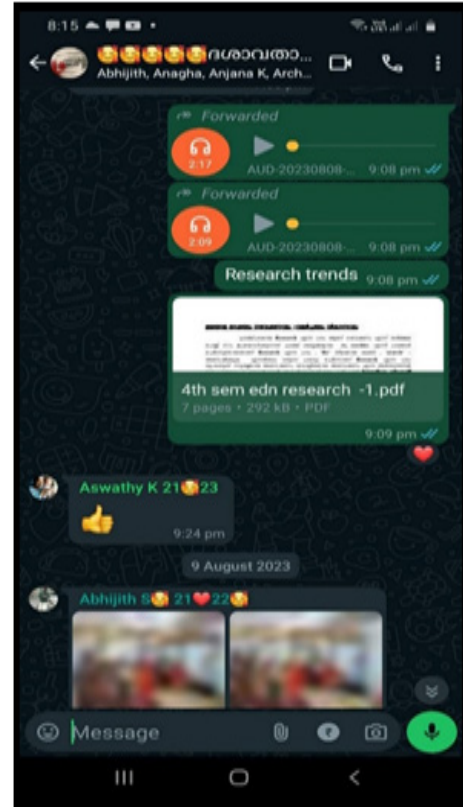 8:15
🥰🥰🥰🥰🥰ദശാവതാ...
Abhijith, Anagha, Anjana K, Arch...
Forwarded
2:17
AUD-20230808-... 9:08 pm
Forwarded
2:09
AUD-20230808-... 9:08 pm
Research trends 9:08 pm
4th sem edn research -1.pdf
7 pages • 292 kB • PDF
9:09 pm
Aswathy K 21🥰23
9:24 pm
9 August 2023
Abhijith S🥰 21❤️22🥰
Message